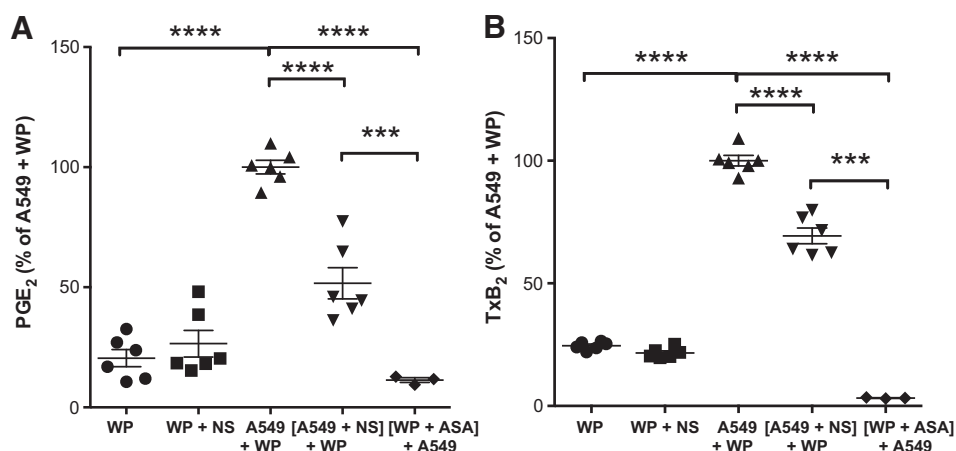 A
**** ****
****
***
PGE2 (% of A549 + WP)
150
100
50
0
WP
WP + NS
A549
+ WP
[A549 + NS]
+ WP
[WP + ASA]
+ A549
B
**** ****
****
***
TxB2 (% of A549 + WP)
150
100
50
0
WP
WP + NS
A549
+ WP
[A549 + NS]
+ WP
[WP + ASA]
+ A549